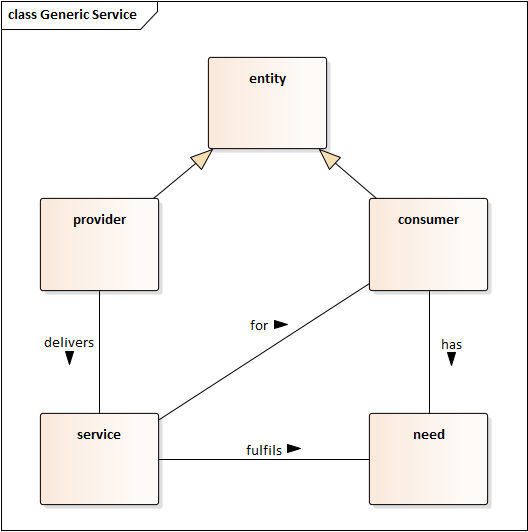 class Generic Service
entity
provider
consumer
for
delivers
has
service
need
fulfils